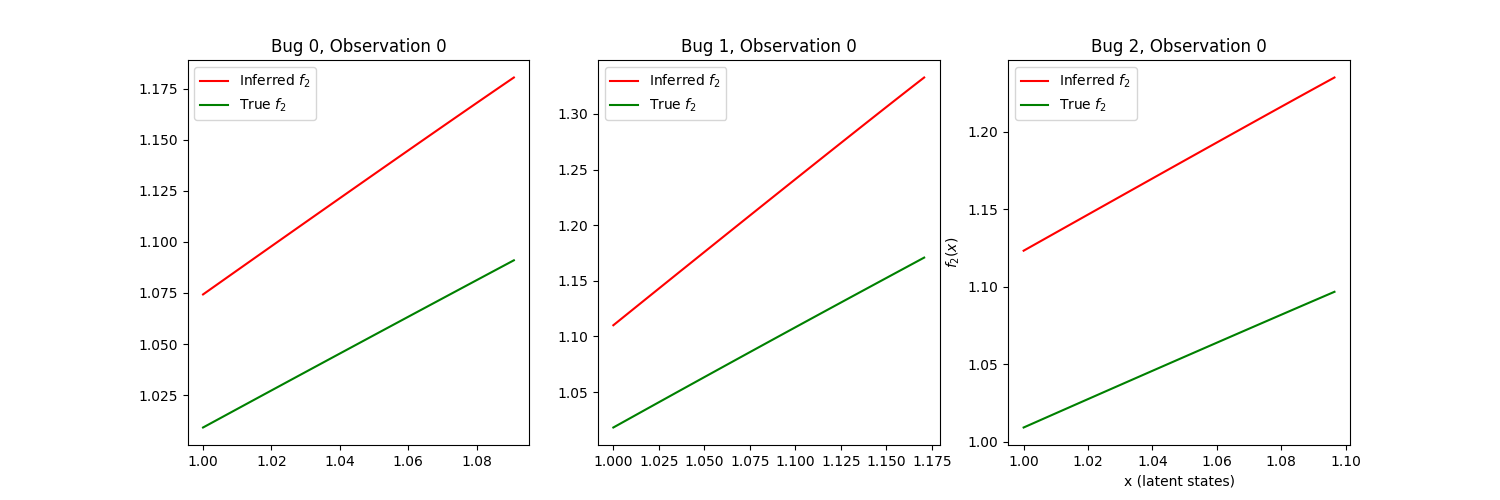 Bug 0, Observation 0
Inferred f₂
True f₂
1.175
1.150
1.125
1.100
1.075
1.050
1.025
1.00 1.02 1.04 1.06 1.08
Bug 1, Observation 0
Inferred f₂
True f₂
1.30
1.25
1.20
1.15
1.10
1.05
1.000 1.025 1.050 1.075 1.100 1.125 1.150 1.175
Bug 2, Observation 0
Inferred f₂
True f₂
f₂(x)
1.20
1.15
1.10
1.05
1.00
1.00 1.02 1.04 1.06 1.08 1.10
x (latent states)